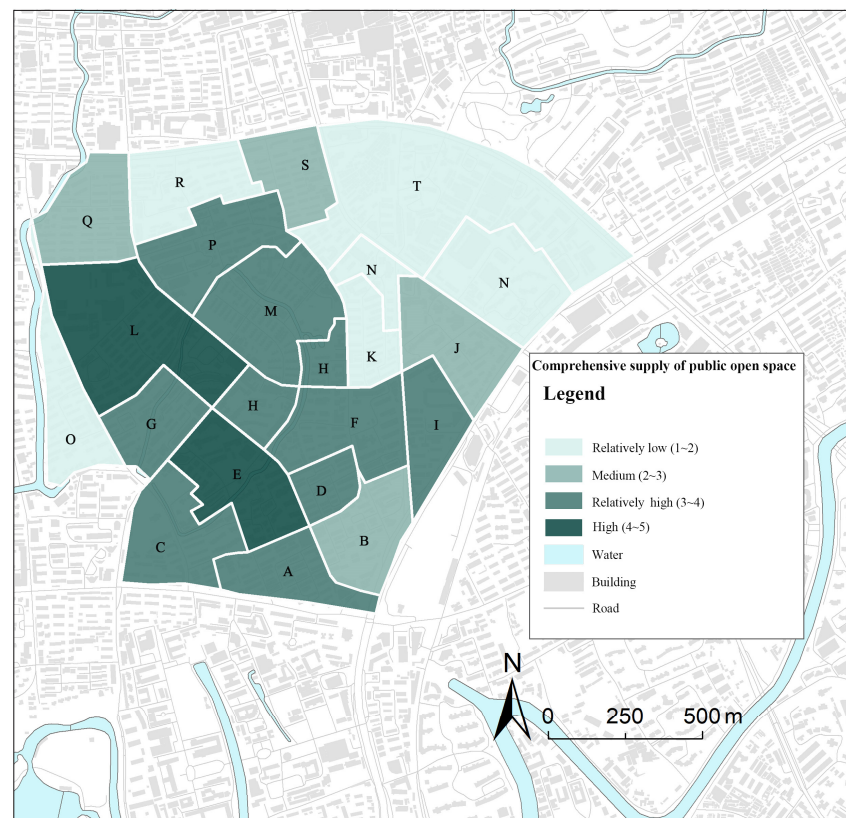 S
R
T
Q
P
N
N
M
L
J
H
K
H
G
F
I
O
E
D
B
C
A
Comprehensive supply of public open space
Legend
Relatively low (1~2)
Medium (2~3)
Relatively high (3~4)
High (4~5)
Water
Building
Road
N
0 250 500 m